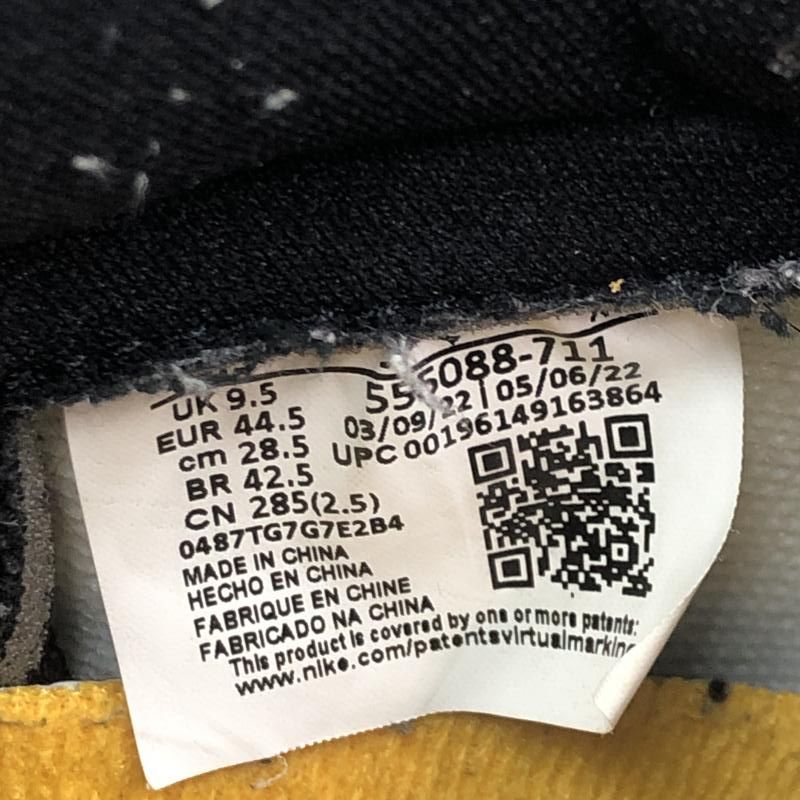 UK 9.5
EUR 44.5
cm 28.5
BR 42.5
CN 285(2.5)
0487TG7G7E2B4
555088-711
03/09/22 | 05/06/22
UPC 00196149163864
MADE IN CHINA
HECHO EN CHINA
FABRIQUE EN CHINE
FABRICADO NA CHINA
This product is covered by one or more patents:
www.nike.com/patentsvirtualmarking